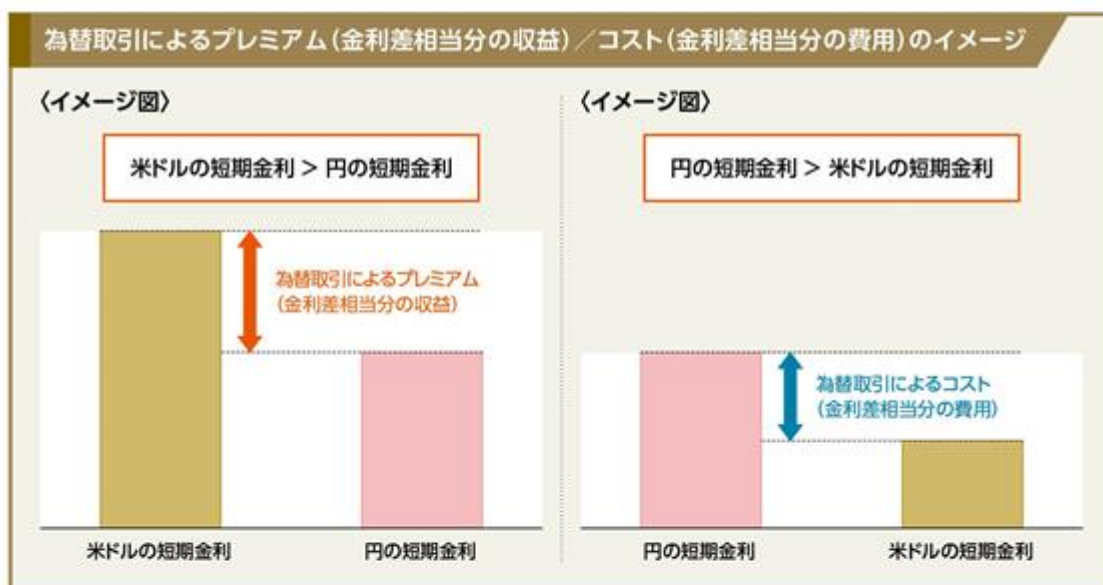 為替取引によるプレミアム(金利差相当分の収益)/コスト(金利差相当分の費用)のイメージ
〈イメージ図〉
米ドルの短期金利 > 円の短期金利
為替取引によるプレミアム
(金利差相当分の収益)
米ドルの短期金利
円の短期金利
〈イメージ図〉
円の短期金利 > 米ドルの短期金利
為替取引によるコスト
(金利差相当分の費用)
円の短期金利
米ドルの短期金利